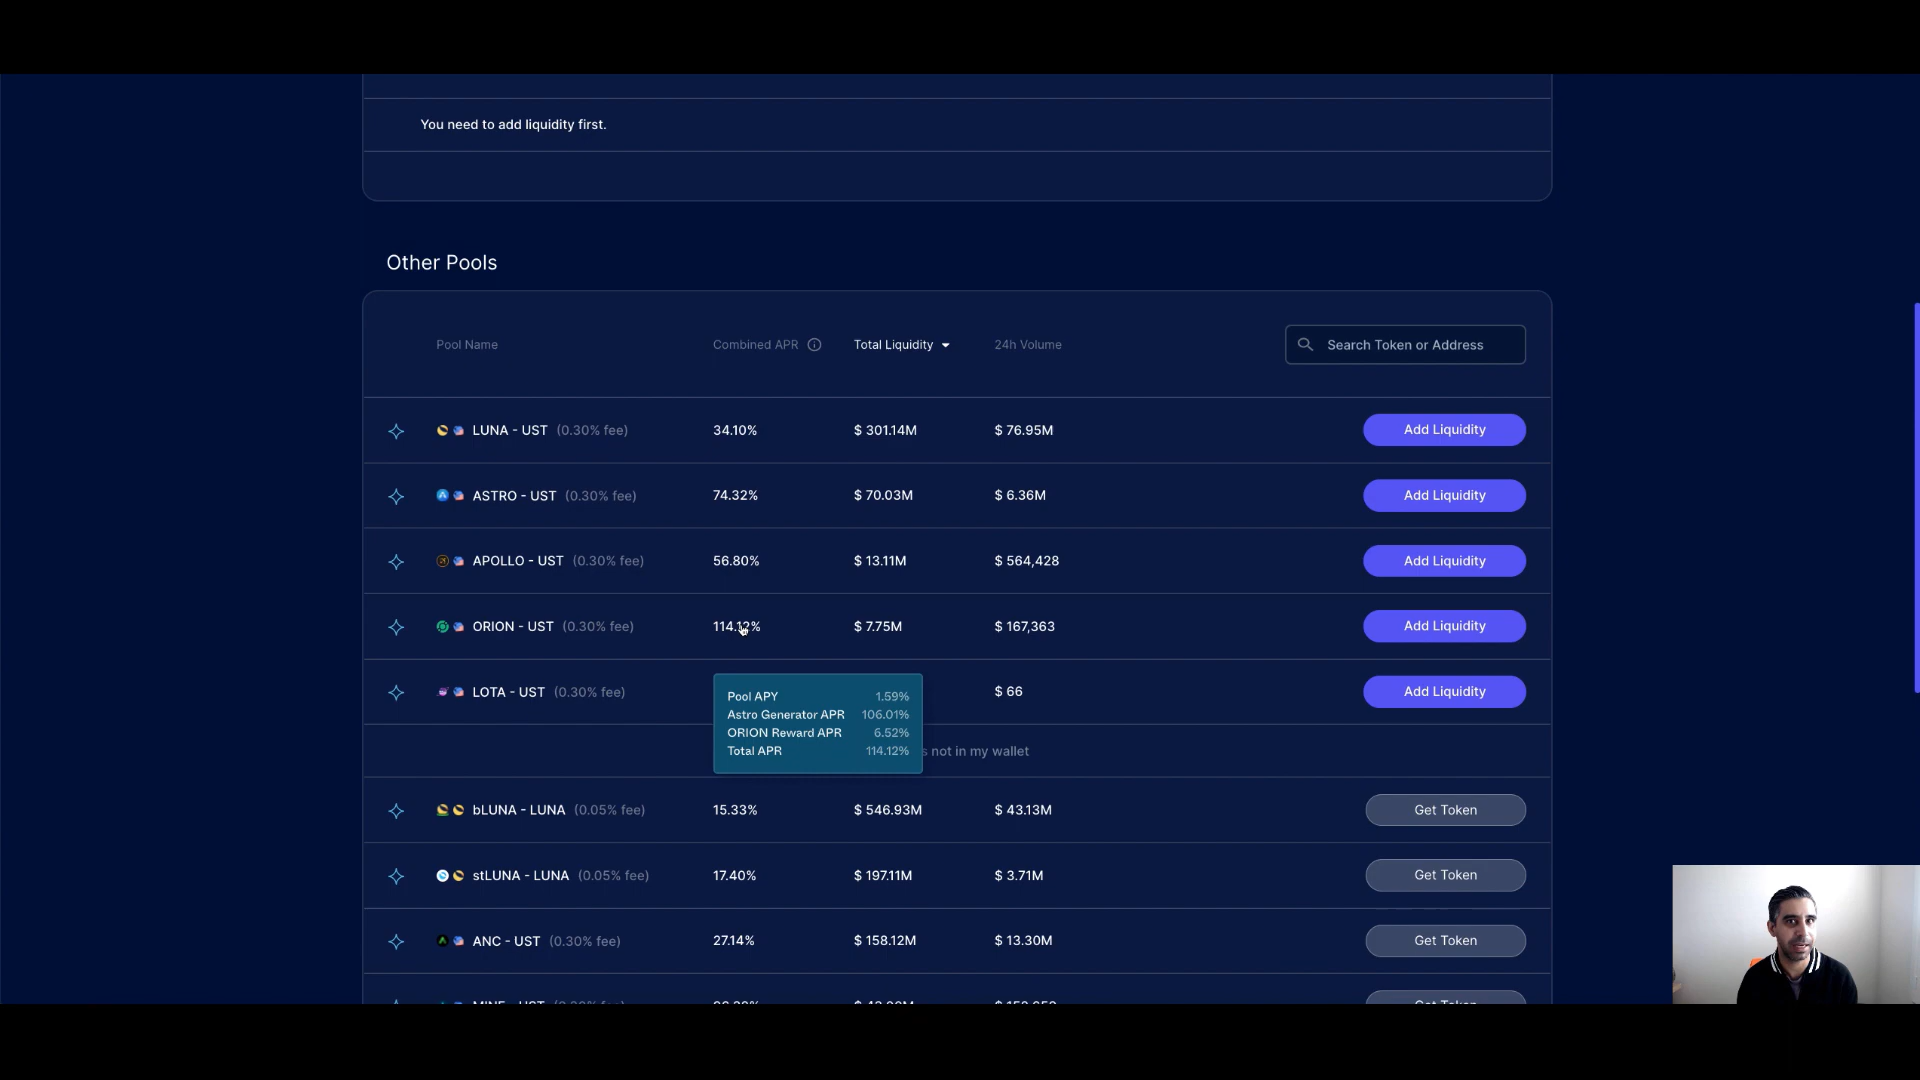 You need to add liquidity first.
Other Pools
Pool Name Combined APR Total Liquidity 24h Volume Search Token or Address
LUNA - UST (0.30% fee) 34.10% $ 301.14M $ 76.95M Add Liquidity
ASTRO - UST (0.30% fee) 74.32% $ 70.03M $ 6.36M Add Liquidity
APOLLO - UST (0.30% fee) 56.80% $ 13.11M $ 564,428 Add Liquidity
ORION - UST (0.30% fee) 114.12% $ 7.75M $ 167,363 Add Liquidity
LOTA - UST (0.30% fee) $ 66 Add Liquidity
Pool APY 1.59%
Astro Generator APR 106.01%
ORION Reward APR 6.52%
Total APR 114.12%
not in my wallet
bLUNA - LUNA (0.05% fee) 15.33% $ 546.93M $ 43.13M Get Token
stLUNA - LUNA (0.05% fee) 17.40% $ 197.11M $ 3.71M Get Token
ANC - UST (0.30% fee) 27.14% $ 158.12M $ 13.30M Get Token